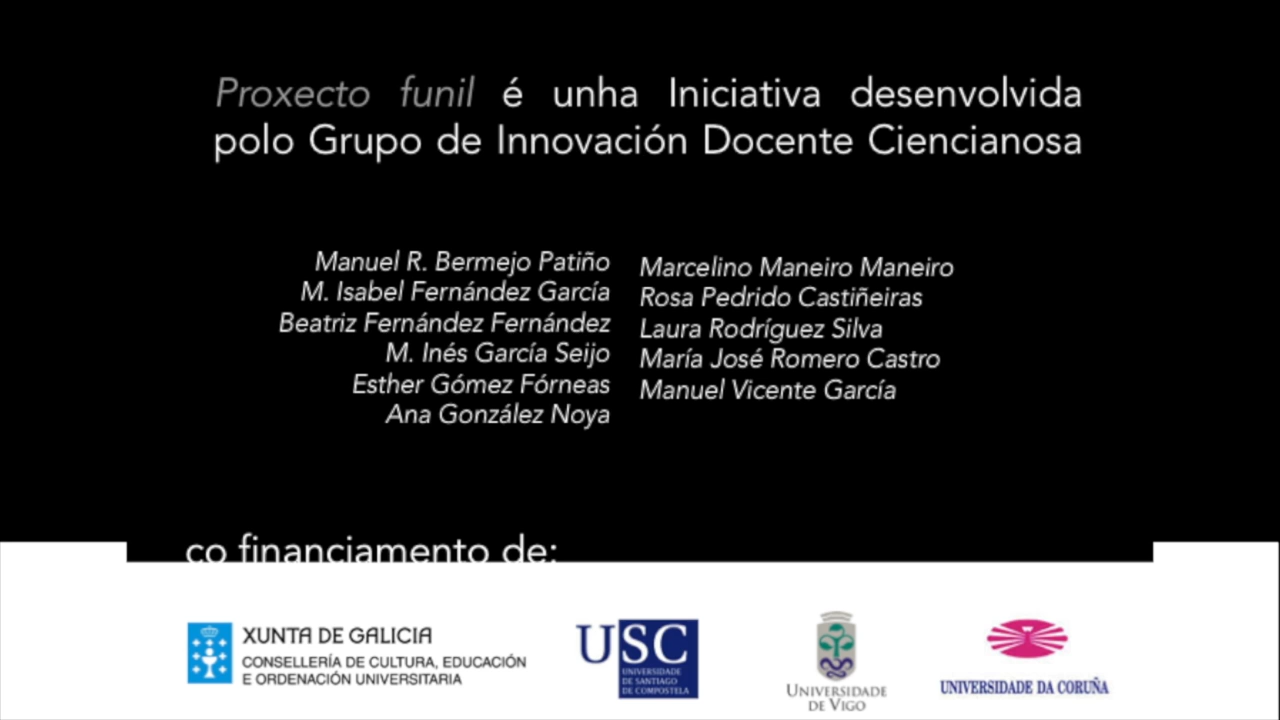 Proxecto funil é unha Iniciativa desenvolvida
polo Grupo de Innovación Docente Ciencianosa
Manuel R. Bermejo Patiño
M. Isabel Fernández García
Beatriz Fernández Fernández
M. Inés García Seijo
Esther Gómez Fórneas
Ana González Noya
Marcelino Maneiro Maneiro
Rosa Pedrido Castiñeiras
Laura Rodríguez Silva
María José Romero Castro
Manuel Vicente García
co financiamento de:
XUNTA DE GALICIA
CONSELLERÍA DE CULTURA, EDUCACIÓN
E ORDENACIÓN UNIVERSITARIA
USC
UNIVERSIDADE
DE SANTIAGO
DE COMPOSTELA
UNIVERSIDADE
DE VIGO
UNIVERSIDADE DA CORUÑA